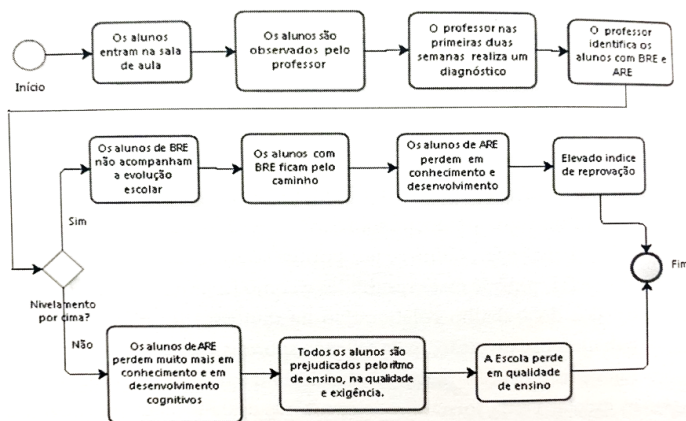 Início
Os alunos
entram na sala
de aula
Os alunos são
observados pelo
professor
O professor nas
primeiras duas
semanas realiza um
diagnóstico
O professor
identifica os
alunos com BRE e
ARE
Nivelamento
por cima?
Sim
Os alunos de BRE
não acompanham
a evolução
escolar
Os alunos com
BRE ficam pelo
caminho
Os alunos de ARE
perdem em
conhecimento e
desenvolvimento
Elevado indice
de reprovação
Não
Os alunos de ARE
perdem muito mais em
conhecimento e em
desenvolvimento
cognitivos
Todos os alunos são
prejudicados pelo ritmo
de ensino, na qualidade
e exigência.
A Escola perde
em qualidade
de ensino
Fim